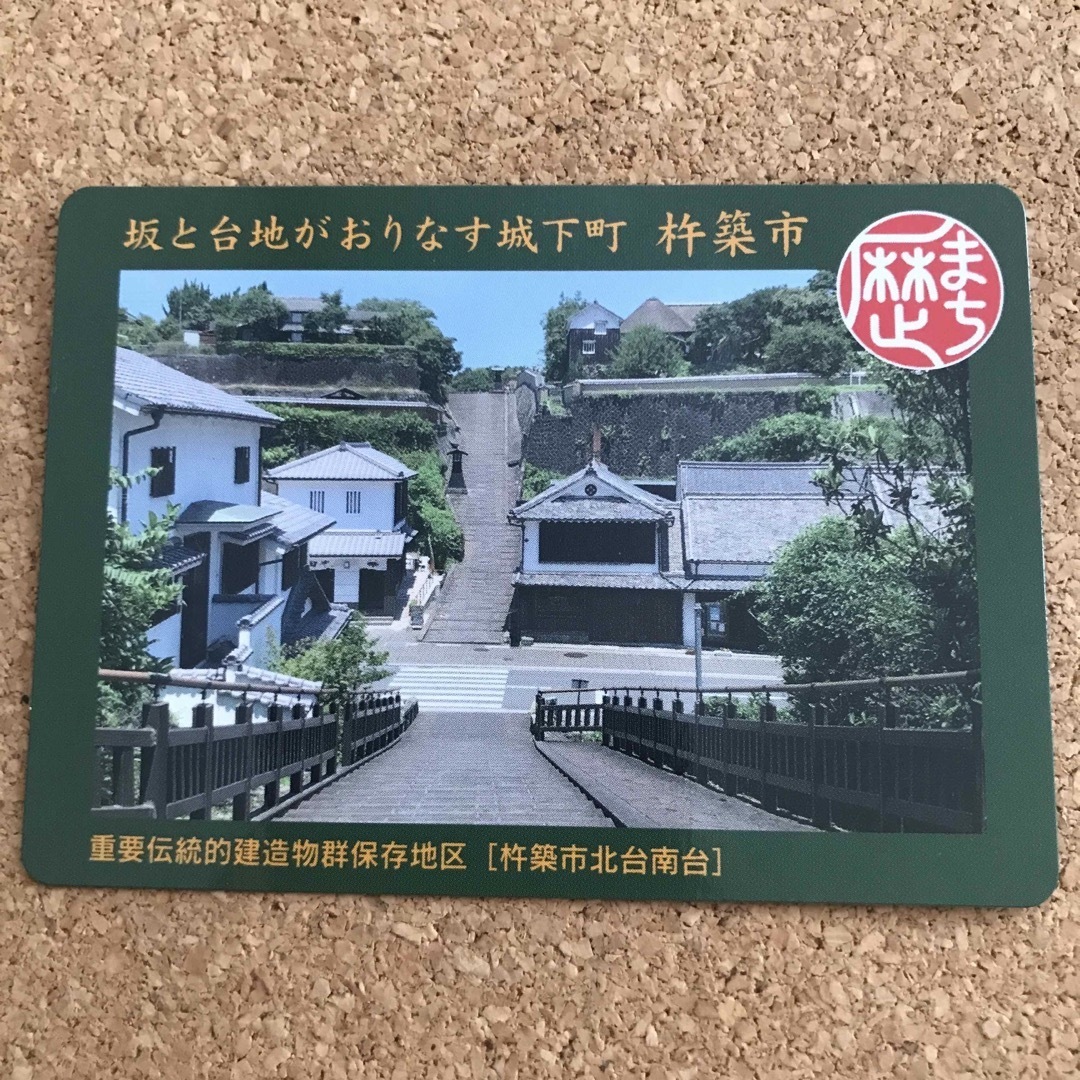 坂と台地がおりなす城下町 杵築市
歴まち
重要伝統的建造物群保存地区 [杵築市北台南台]